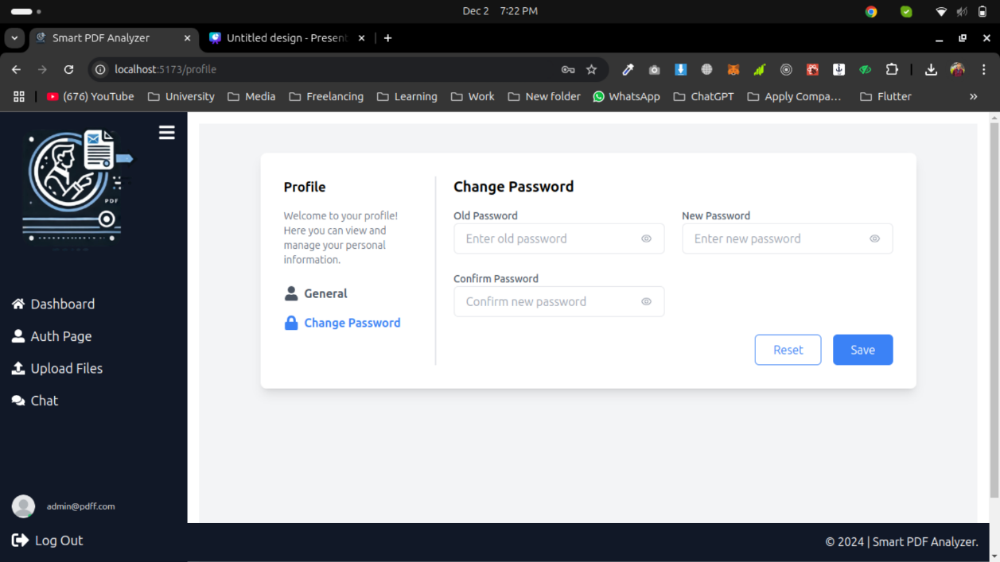 Dec 2 7:22 PM
Smart PDF Analyzer
Untitled design - Present
localhost:5173/profile
(676) YouTube
University
Media
Freelancing
Learning
Work
New folder
WhatsApp
ChatGPT
Apply Compa...
Flutter
PDF
Dashboard
Auth Page
Upload Files
Chat
admin@pdff.com
Log Out
Profile
Welcome to your profile!
Here you can view and
manage your personal
information.
General
Change Password
Change Password
Old Password
New Password
Enter old password
Enter new password
Confirm Password
Confirm new password
Reset
Save
© 2024 | Smart PDF Analyzer.